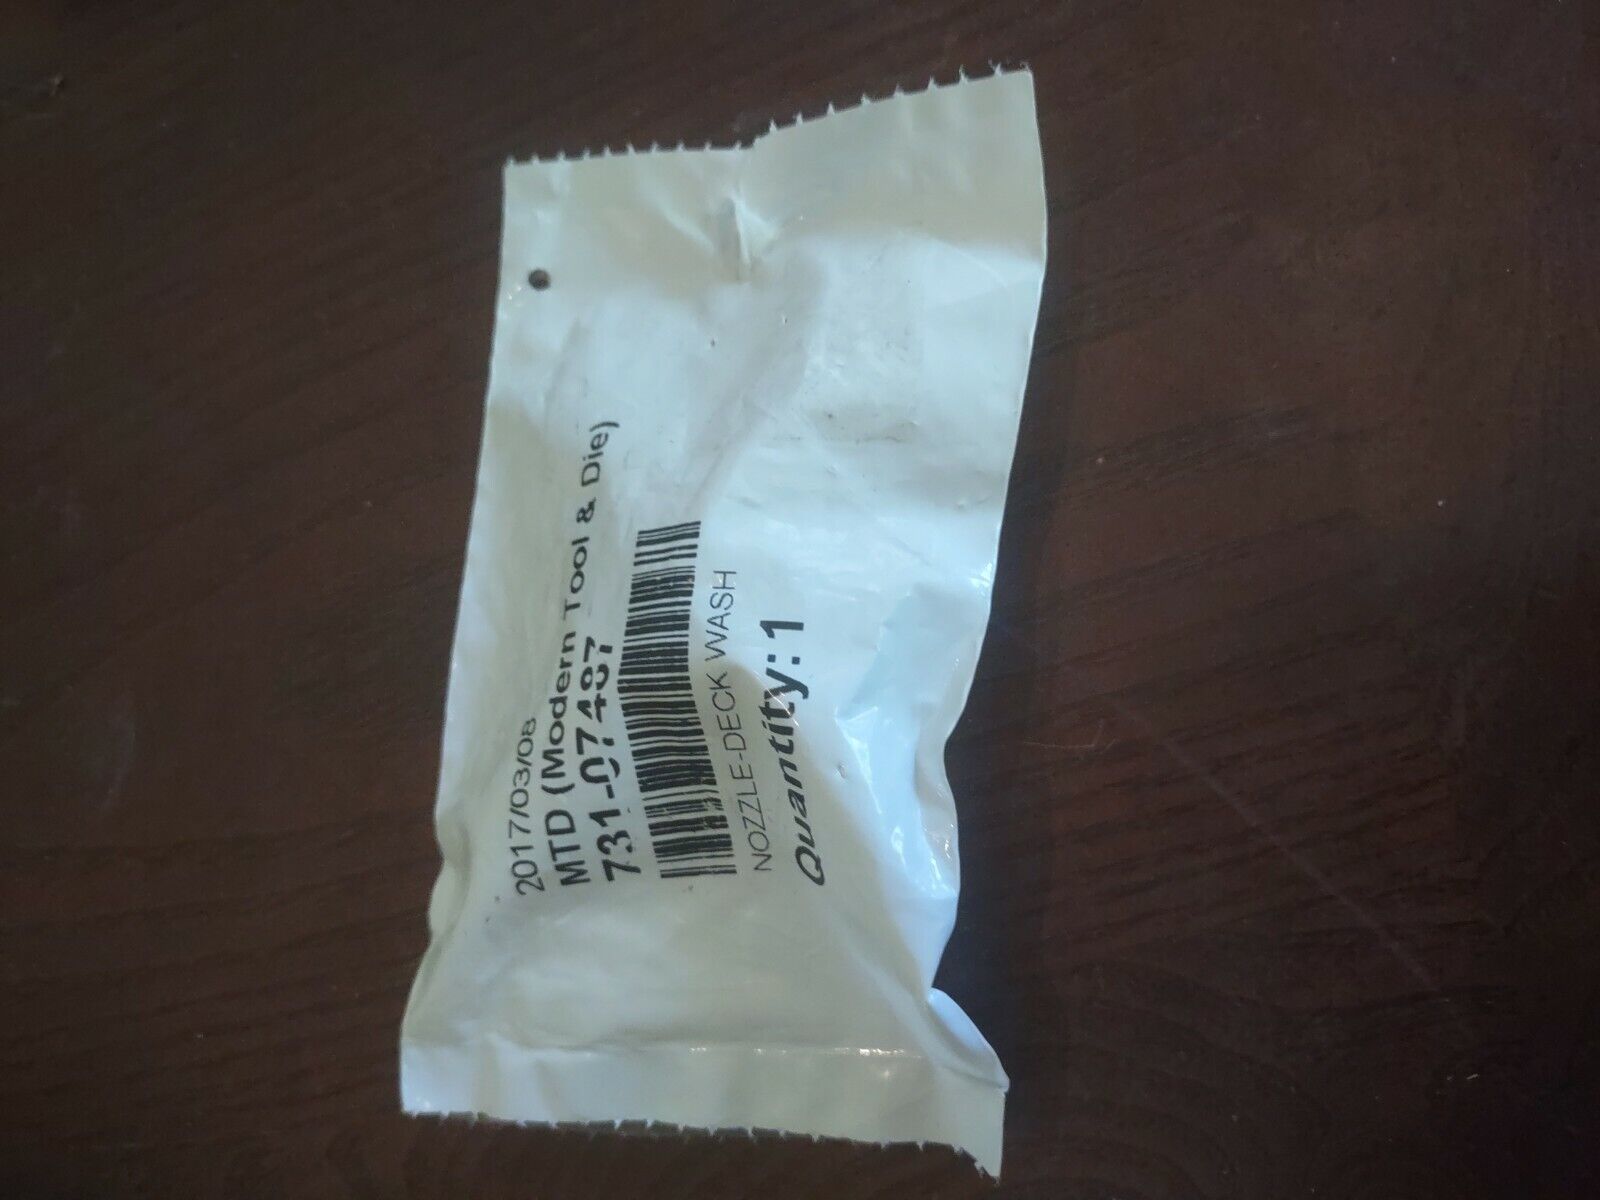 2017/03/08
MTD (Modern Tool & Die)
731-07487
NOZZLE-DECK WASH
Quantity: 1